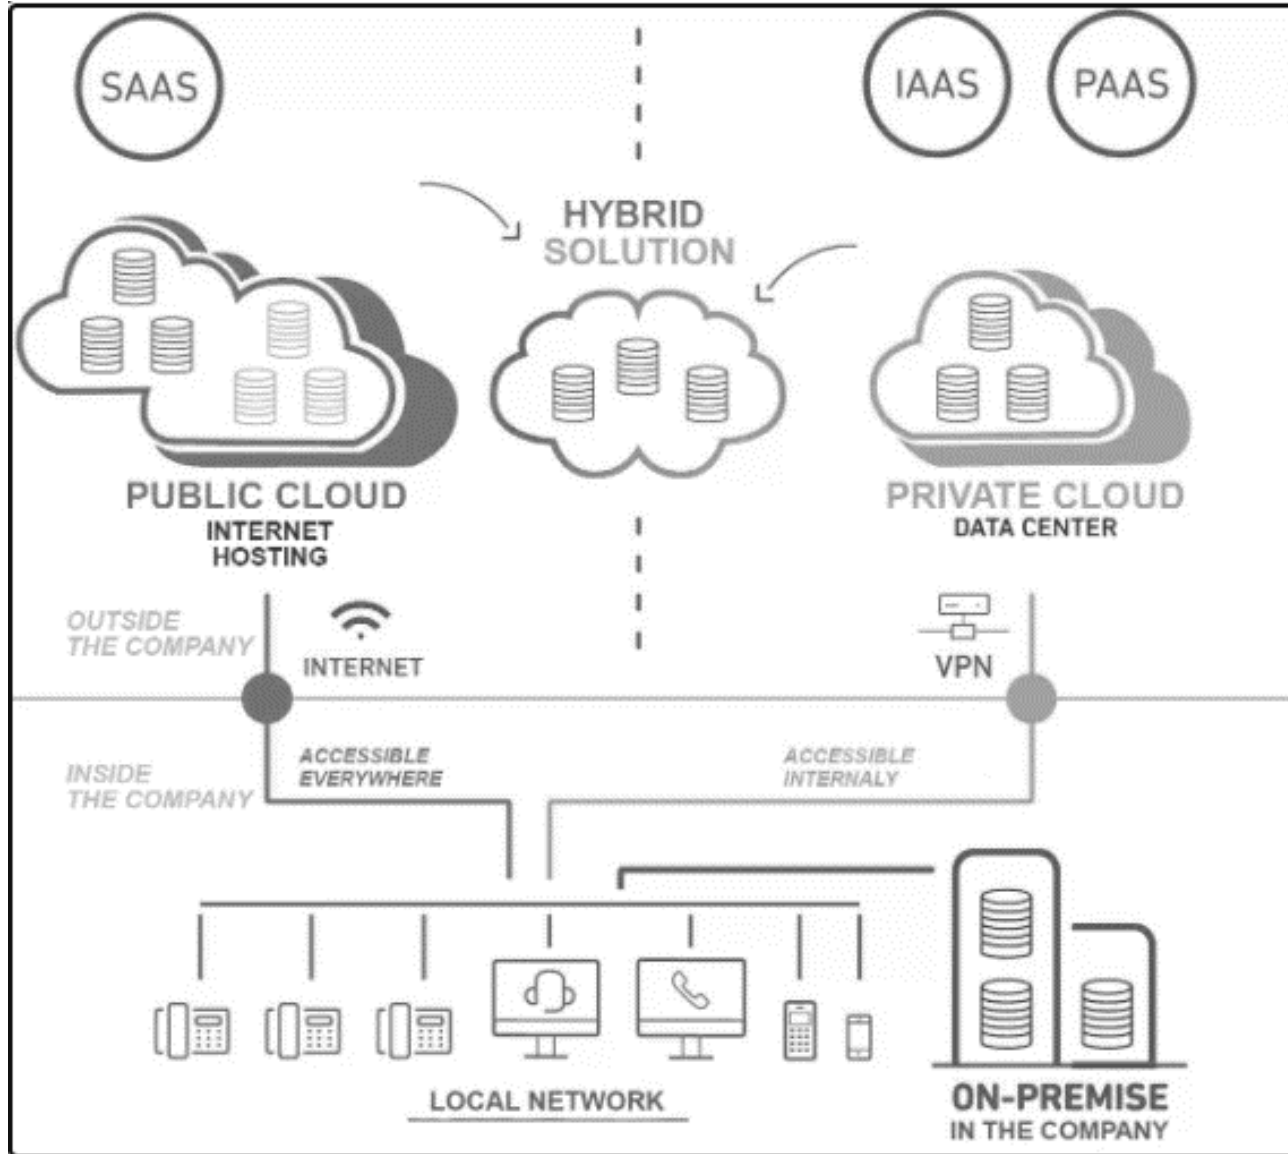 SAAS
IAAS
PAAS
HYBRID
SOLUTION
PUBLIC CLOUD
INTERNET
HOSTING
PRIVATE CLOUD
DATA CENTER
OUTSIDE
THE COMPANY
INTERNET
VPN
INSIDE
THE COMPANY
ACCESSIBLE
EVERYWHERE
ACCESSIBLE
INTERNALY
LOCAL NETWORK
ON-PREMISE
IN THE COMPANY